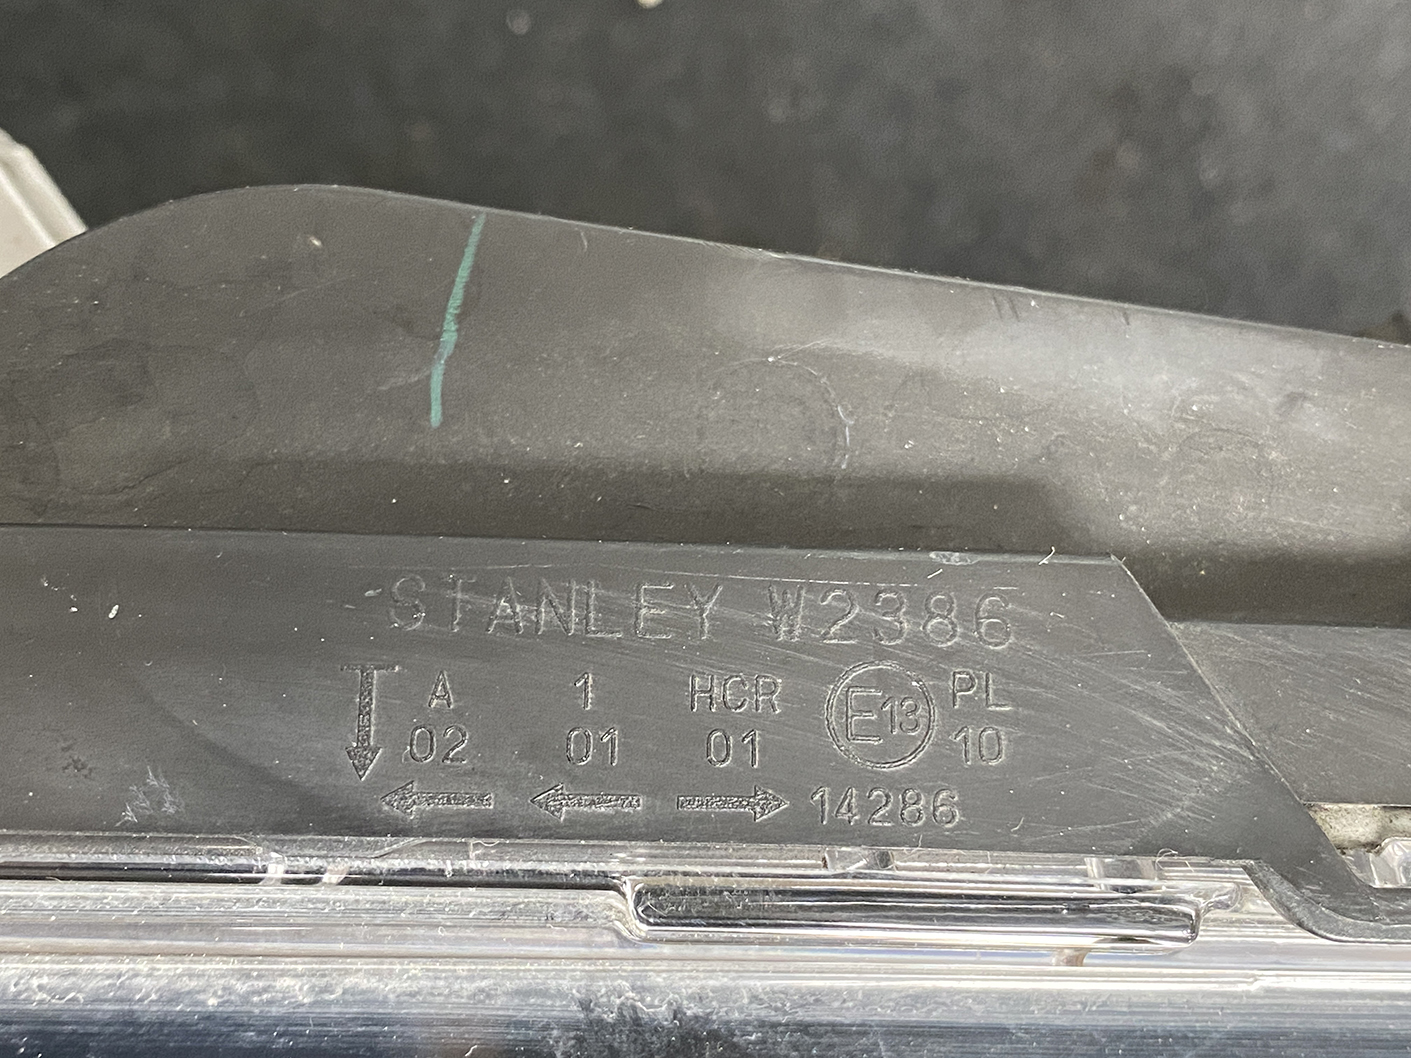 STANLEY W2386
A 1 HCR E13 PL
02 01 01 10
14286